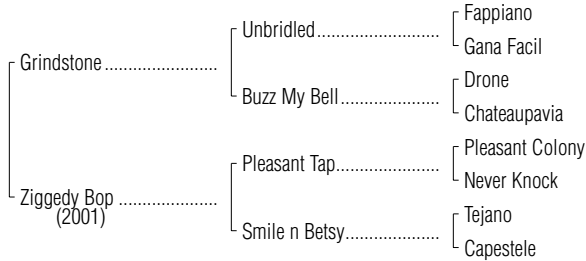 Fappiano
Unbridled
Gana Facil
Grindstone
Drone
Buzz My Bell
Chateaupavia
Pleasant Colony
Pleasant Tap
Never Knock
Ziggedy Bop
(2001)
Tejano
Smile n Betsy
Capestele